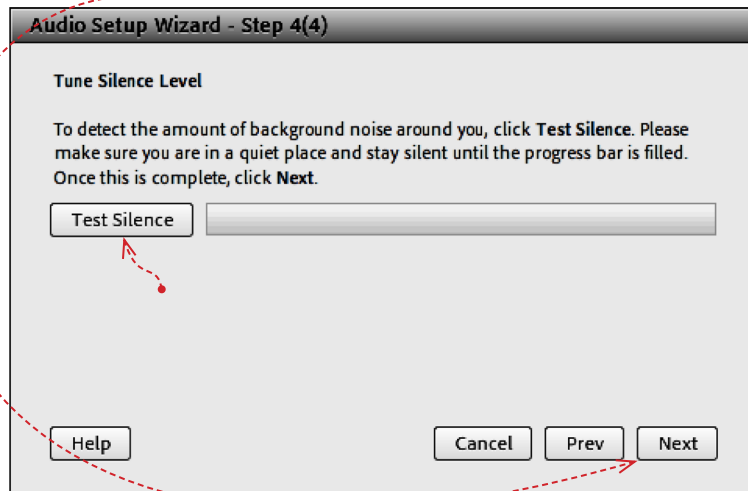 Audio Setup Wizard - Step 4(4)
Tune Silence Level
To detect the amount of background noise around you, click Test Silence. Please
make sure you are in a quiet place and stay silent until the progress bar is filled.
Once this is complete, click Next.
Test Silence
Help Cancel Prev Next